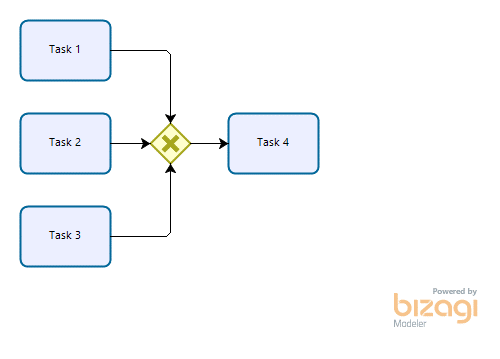 Task 1
Task 2
Task 4
Task 3
Powered by
bizagi
Modeler